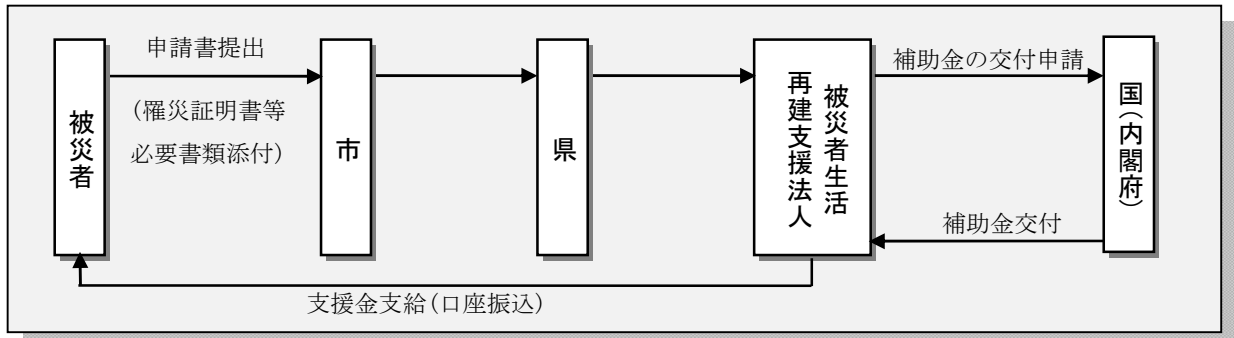 申請書提出
(罹災証明書等
必要書類添付)
被災者
市
県
被災者生活
再建支援法人
補助金の交付申請
国(内閣府)
補助金交付
支援金支給(口座振込)